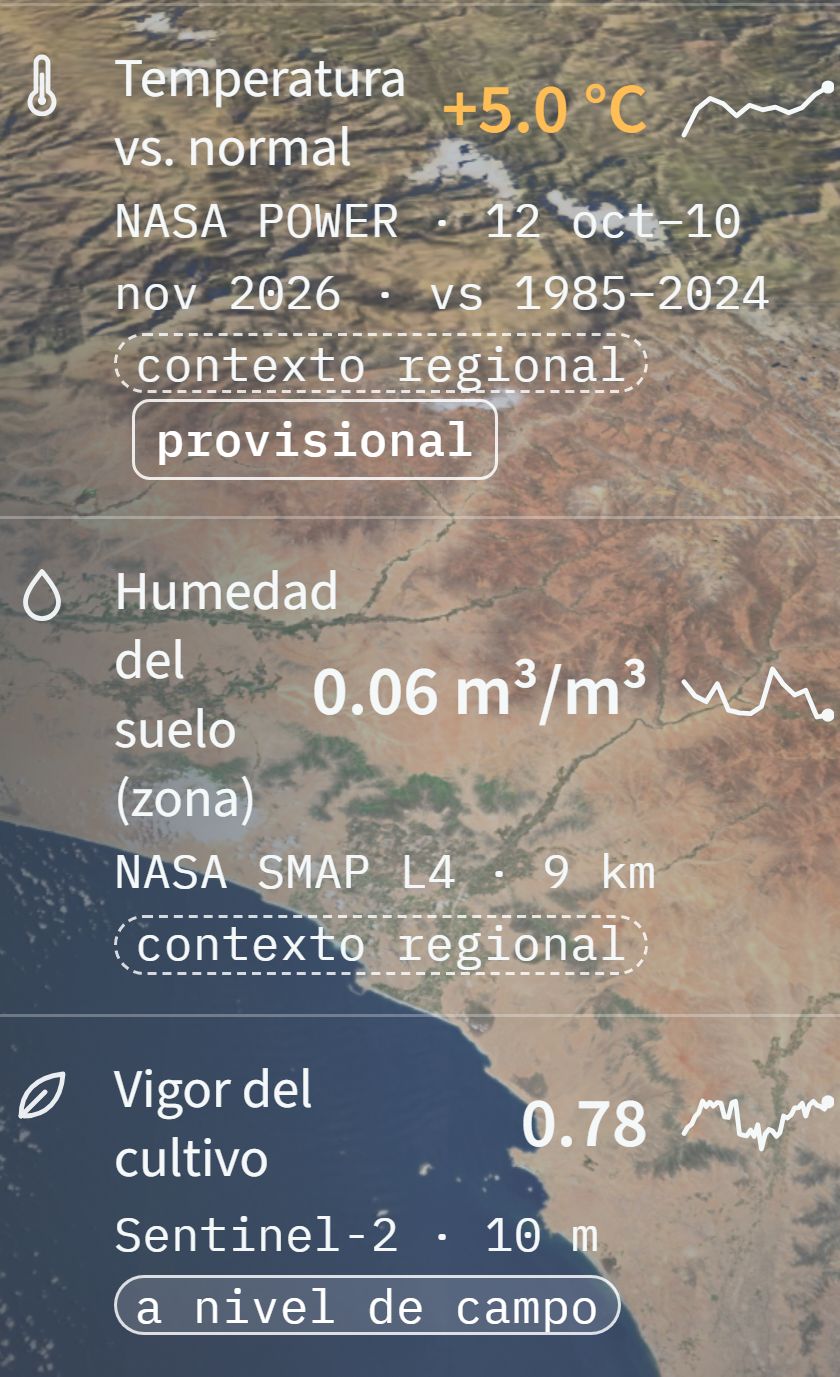 Temperatura
vs. normal
+5.0 °C
NASA POWER · 12 oct–10
nov 2026 · vs 1985–2024
contexto regional
provisional
Humedad
del
suelo
(zona)
0.06 m³/m³
NASA SMAP L4 · 9 km
contexto regional
Vigor del
cultivo
0.78
Sentinel-2 · 10 m
a nivel de campo